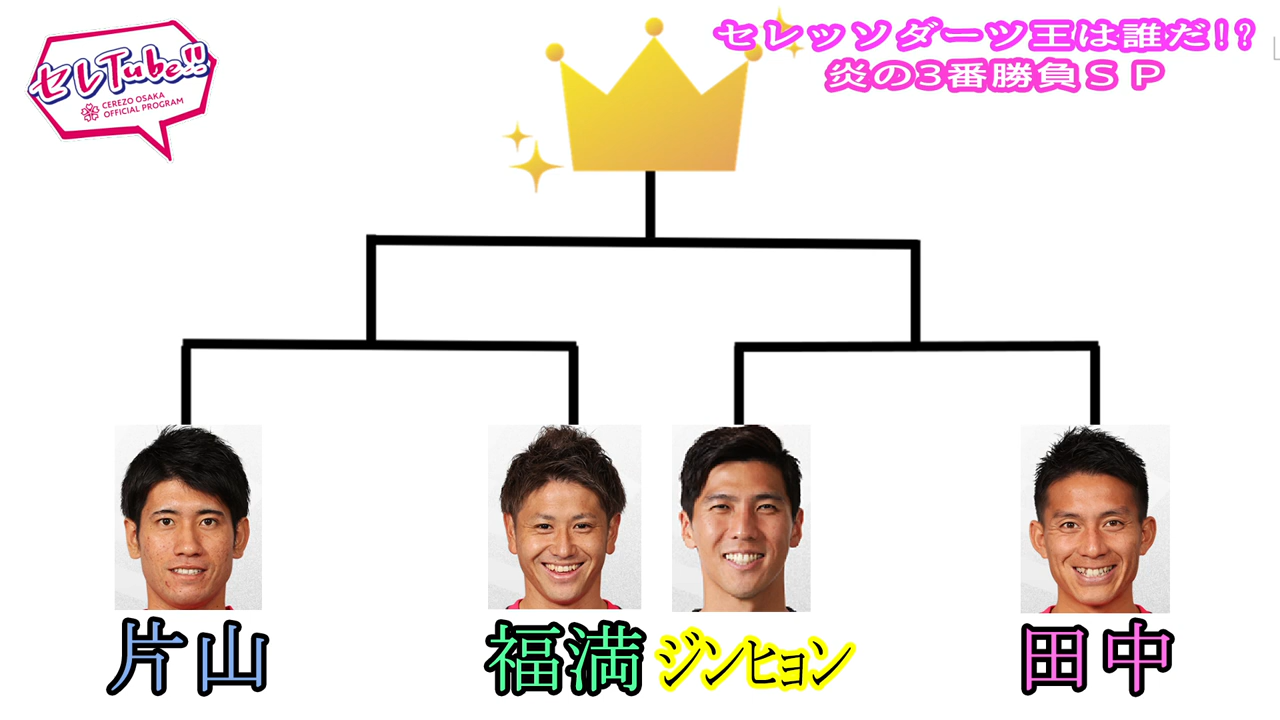 セレTube!!
CEREZO OSAKA
OFFICIAL PROGRAM
セレッソダーツ王は誰だ!?
炎の3番勝負SP
片山
福満
ジンヒョン
田中